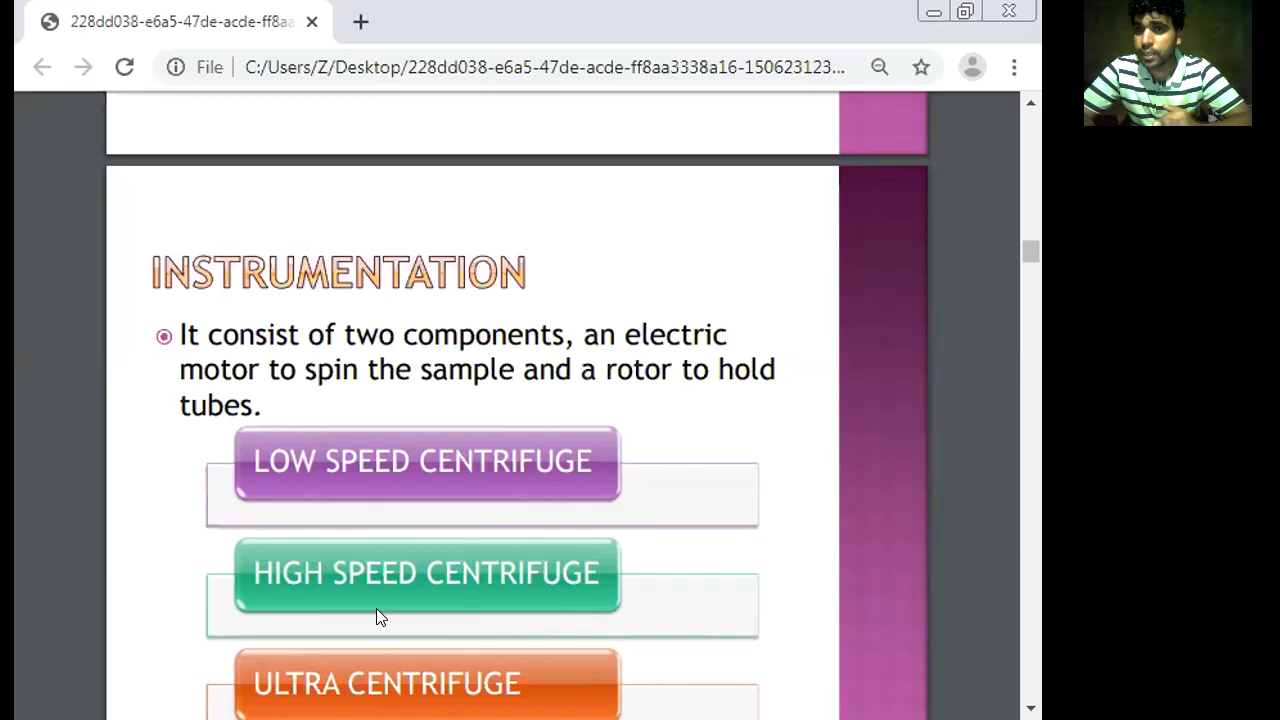 228dd038-e6a5-47de-acde-ff8aa
File
C:/Users/Z/Desktop/228dd038-e6a5-47de-acde-ff8aa3338a16-150623123...
INSTRUMENTATION
It consist of two components, an electric
motor to spin the sample and a rotor to hold
tubes.
LOW SPEED CENTRIFUGE
HIGH SPEED CENTRIFUGE
ULTRA CENTRIFUGE